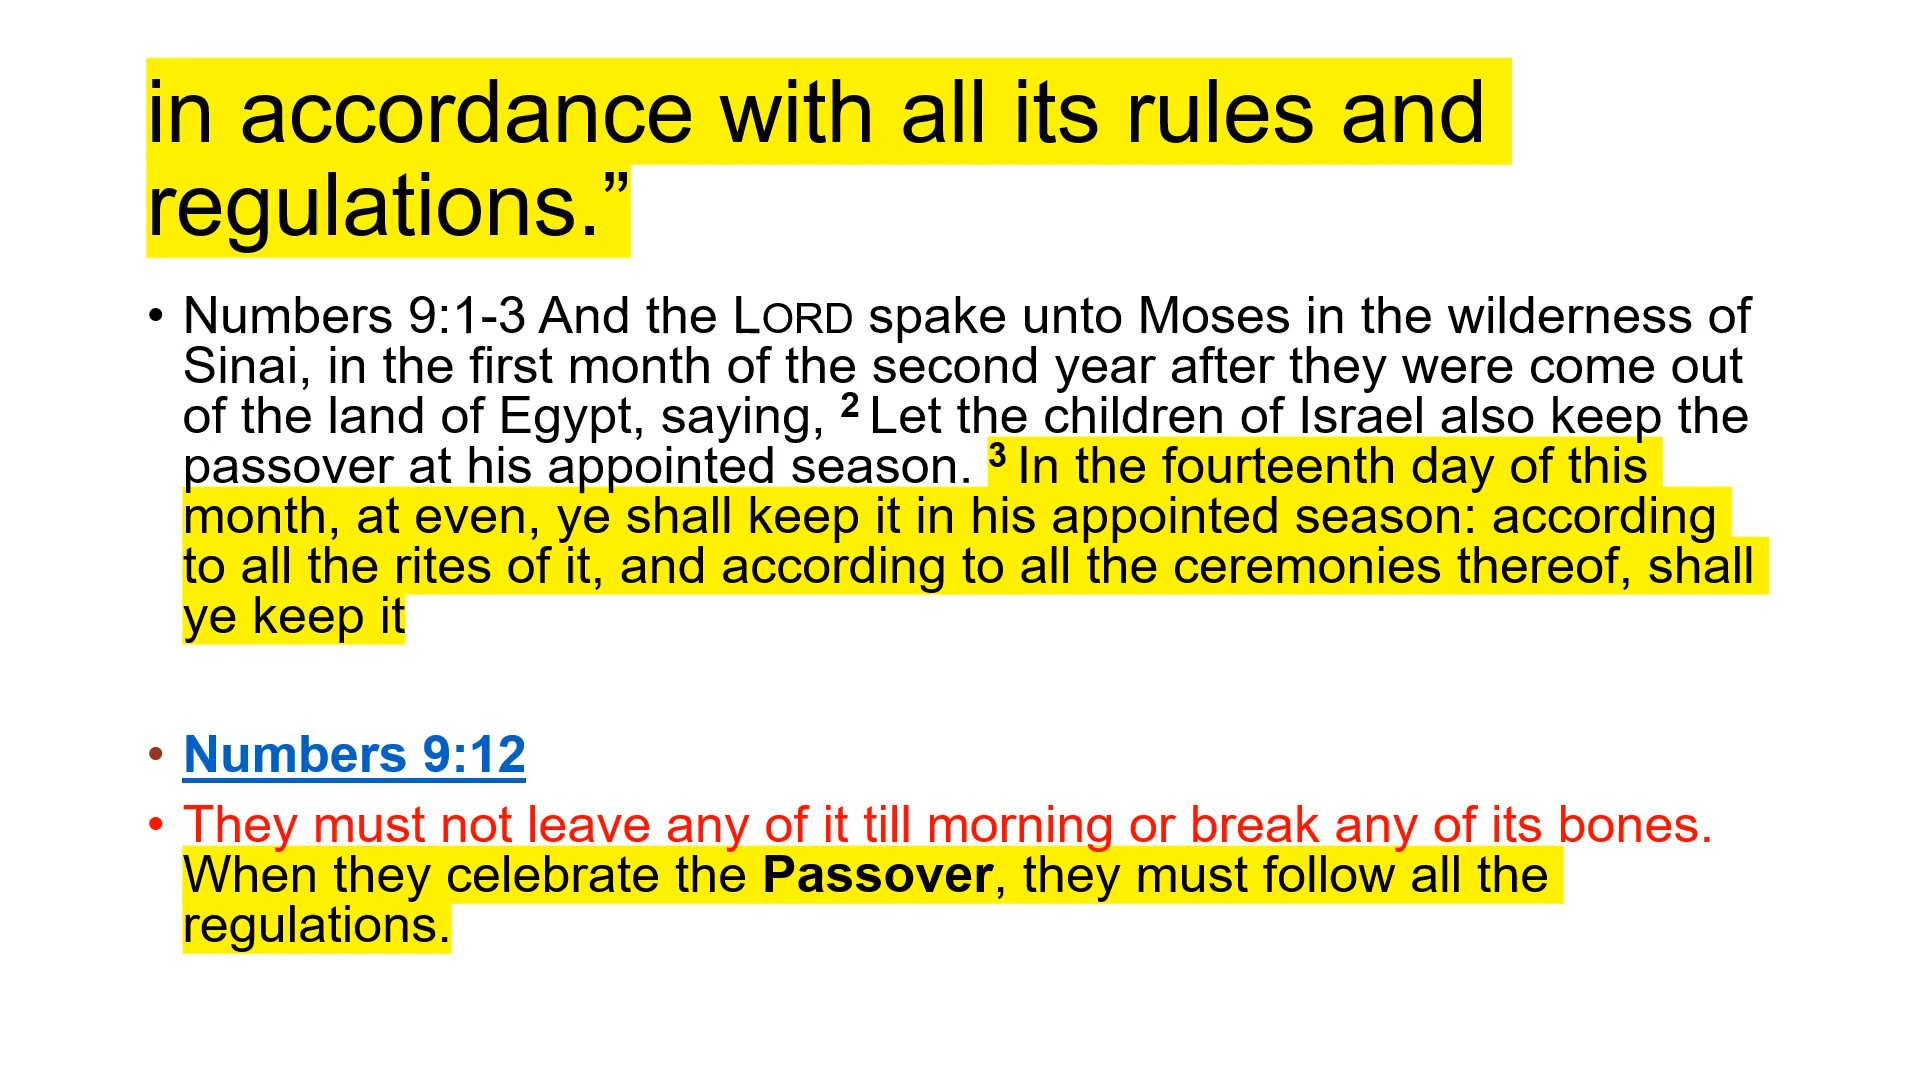 in accordance with all its rules and
regulations.”
• Numbers 9:1-3 And the LORD spake unto Moses in the wilderness of
Sinai, in the first month of the second year after they were come out
of the land of Egypt, saying, 2 Let the children of Israel also keep the
passover at his appointed season. 3 In the fourteenth day of this
month, at even, ye shall keep it in his appointed season: according
to all the rites of it, and according to all the ceremonies thereof, shall
ye keep it
• Numbers 9:12
• They must not leave any of it till morning or break any of its bones.
When they celebrate the Passover, they must follow all the
regulations.